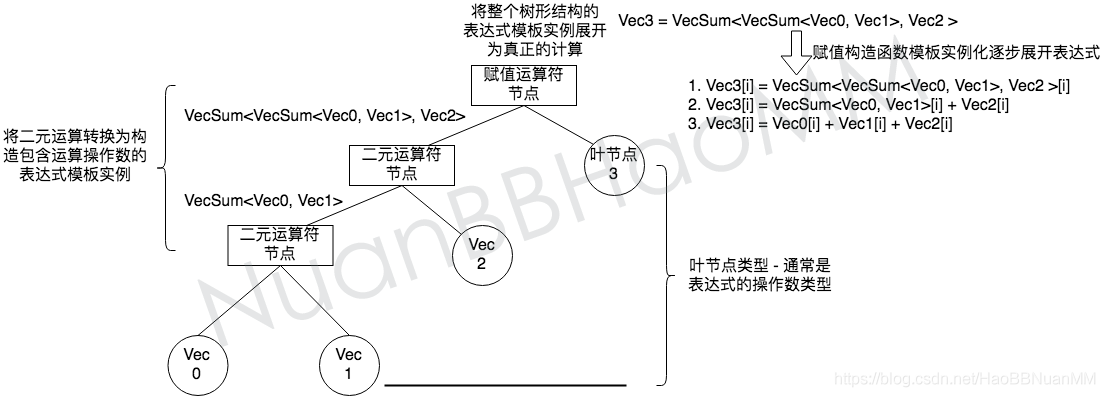 将整个树形结构的
表达式模板实例展开
为真正的计算
Vec3 = VecSum<VecSum<Vec0, Vec1>, Vec2 >
赋值构造函数模板实例化逐步展开表达式
1. Vec3[i] = VecSum<VecSum<Vec0, Vec1>, Vec2 >[i]
2. Vec3[i] = VecSum<Vec0, Vec1>[i] + Vec2[i]
3. Vec3[i] = Vec0[i] + Vec1[i] + Vec2[i]
赋值运算符
节点
VecSum<VecSum<Vec0, Vec1>, Vec2>
将二元运算转换为构
造包含运算操作数的
表达式模板实例
二元运算符
节点
叶节点
3
VecSum<Vec0, Vec1>
二元运算符
节点
Vec
2
叶节点类型 - 通常是
表达式的操作数类型
Vec
0
Vec
1
NuanBBHaoMM
https://blog.csdn.net/HaoBBNuanMM